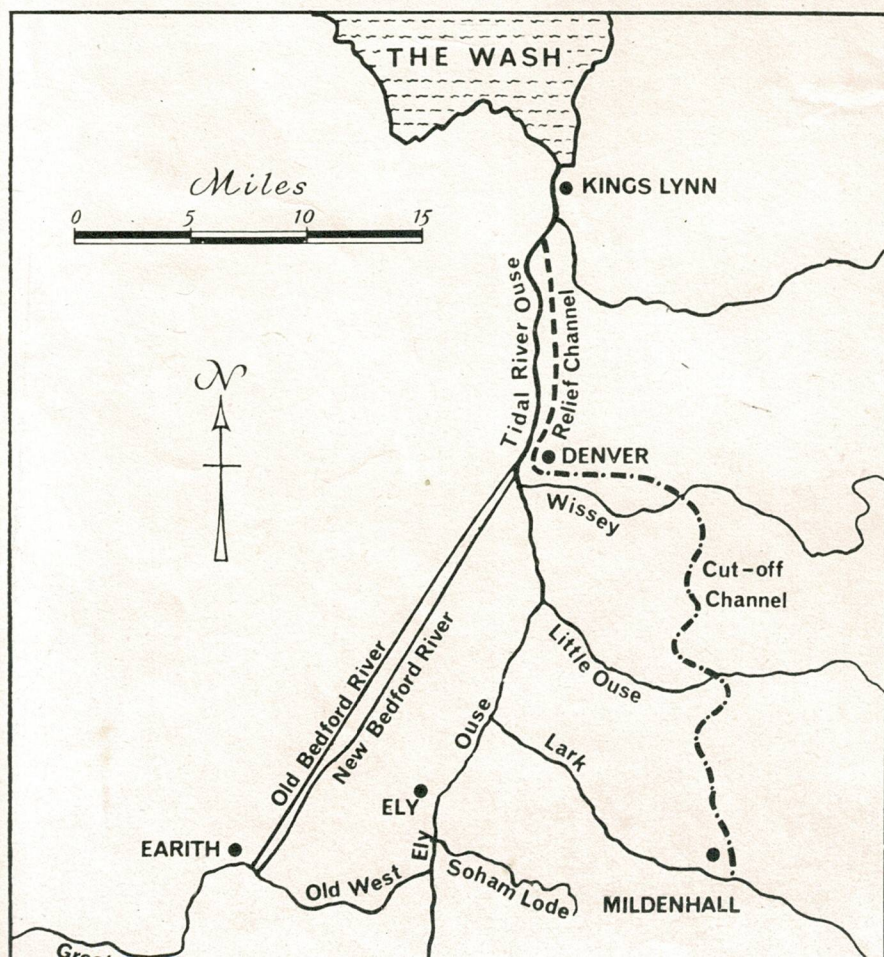 THE WASH
Miles
0 5 10 15
KINGS LYNN
Tidal River Ouse
Relief Channel
N
DENVER
Wissey
Cut-off
Channel
Little Ouse
Old Bedford River
New Bedford River
Ely Ouse
Lark
ELY
EARITH
Old West
Soham Lode
MILDENHALL